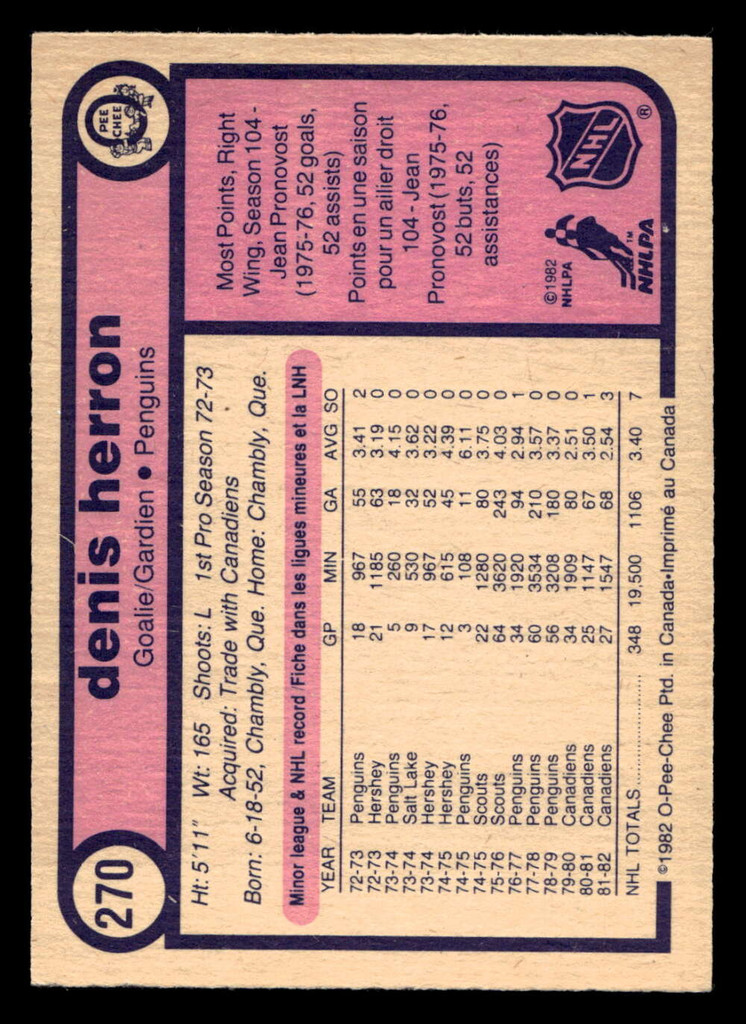 270
denis herron
Goalie/Gardien • Penguins
O
PEE
CHEE
Ht: 5'11" Wt: 165 Shoots: L 1st Pro Season 72-73
Acquired: Trade with Canadiens
Born: 6-18-52, Chambly, Que. Home: Chambly, Que.
Minor league & NHL record/Fiche dans les ligues mineures et la LNH
YEAR TEAM GP MIN GA AVG SO
72-73 Penguins 18 967 55 3.41 2
72-73 Hershey 21 1185 63 3.19 0
73-74 Penguins 5 260 18 4.15 0
73-74 Salt Lake 9 530 32 3.62 0
73-74 Hershey 17 967 52 3.22 0
74-75 Hershey 12 615 45 4.39 0
74-75 Penguins 3 108 11 6.11 0
74-75 Scouts 22 1280 80 3.75 0
75-76 Scouts 64 3620 243 4.03 0
76-77 Penguins 34 1920 94 2.94 1
77-78 Penguins 60 3534 210 3.57 0
78-79 Penguins 56 3208 180 3.37 0
79-80 Canadiens 34 1909 80 2.51 0
80-81 Canadiens 25 1147 67 3.50 1
81-82 Canadiens 27 1547 68 2.54 3
NHL TOTALS .................. 348 19,500 1106 3.40 7
©1982 O-Pee-Chee Ptd. in Canada•Imprimé au Canada
Most Points, Right
Wing, Season 104 -
Jean Pronovost
(1975-76, 52 goals,
52 assists)
Points en une saison
pour un ailier droit
104 - Jean
Pronovost (1975-76,
52 buts, 52
assistances)
©1982
NHLPA
NHLPA™
NHL®